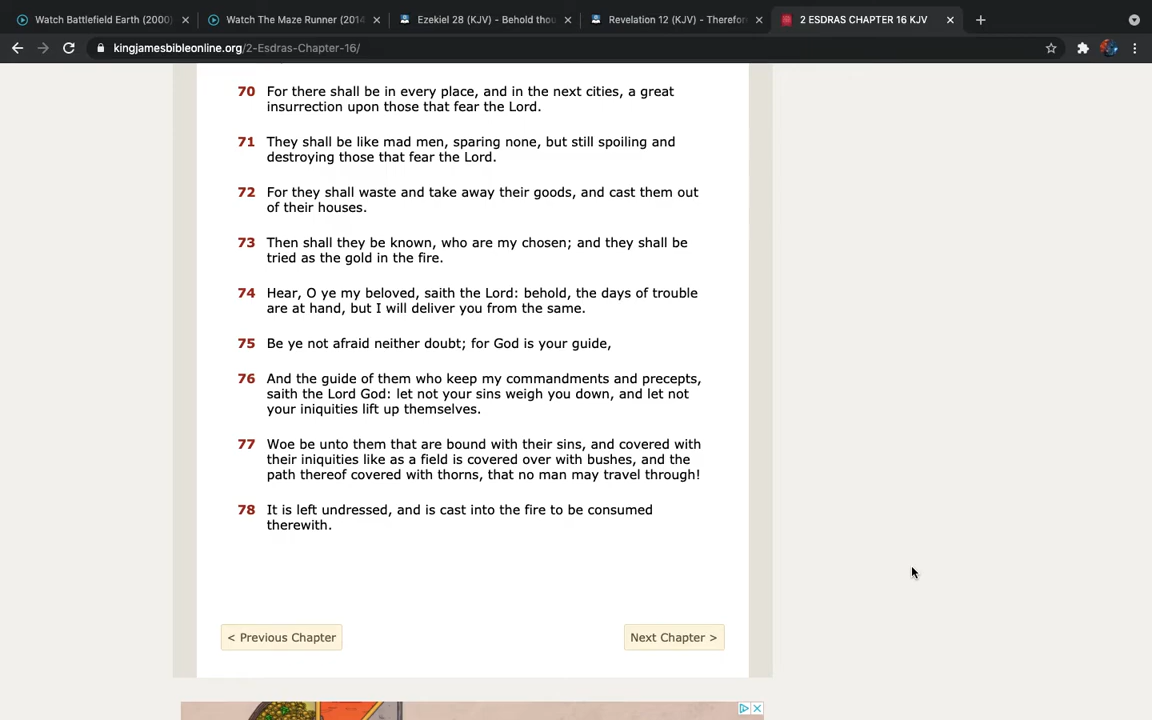 Watch Battlefield Earth (2000)
Watch The Maze Runner (2014
Ezekiel 28 (KJV) - Behold thou
Revelation 12 (KJV) - Therefor
2 ESDRAS CHAPTER 16 KJV
kingjamesbibleonline.org/2-Esdras-Chapter-16/
70 For there shall be in every place, and in the next cities, a great
insurrection upon those that fear the Lord.
71 They shall be like mad men, sparing none, but still spoiling and
destroying those that fear the Lord.
72 For they shall waste and take away their goods, and cast them out
of their houses.
73 Then shall they be known, who are my chosen; and they shall be
tried as the gold in the fire.
74 Hear, O ye my beloved, saith the Lord: behold, the days of trouble
are at hand, but I will deliver you from the same.
75 Be ye not afraid neither doubt; for God is your guide,
76 And the guide of them who keep my commandments and precepts,
saith the Lord God: let not your sins weigh you down, and let not
your iniquities lift up themselves.
77 Woe be unto them that are bound with their sins, and covered with
their iniquities like as a field is covered over with bushes, and the
path thereof covered with thorns, that no man may travel through!
78 It is left undressed, and is cast into the fire to be consumed
therewith.
< Previous Chapter
Next Chapter >